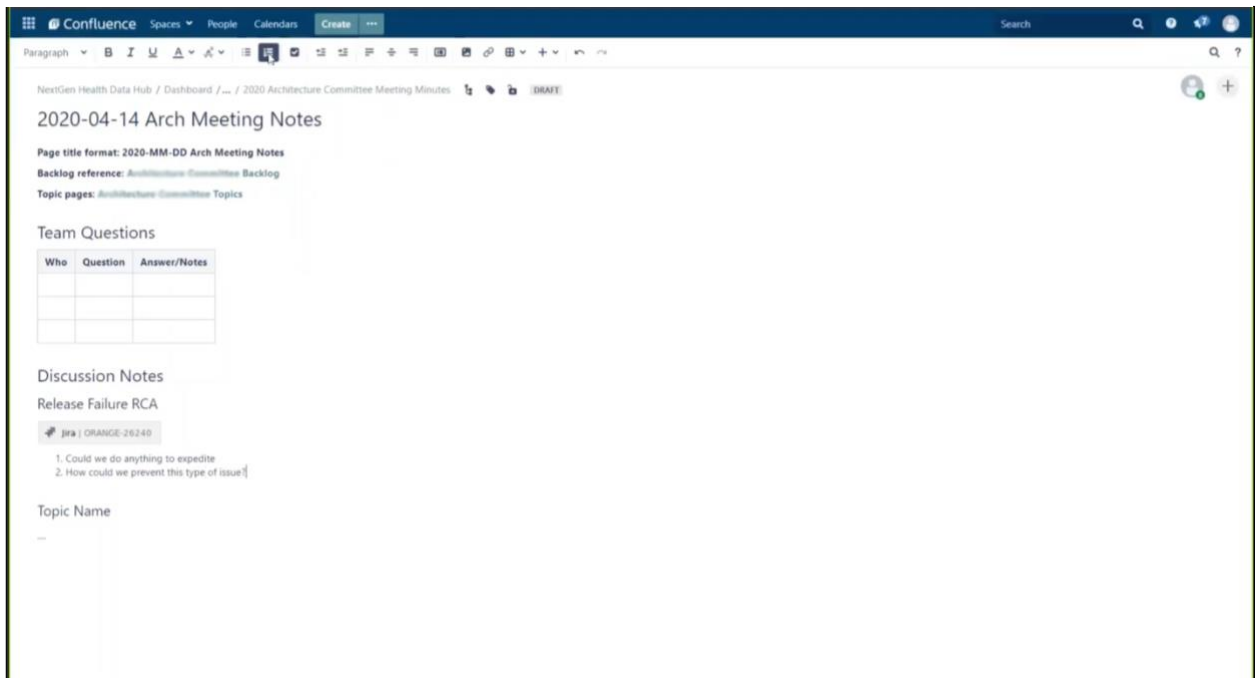 Confluence Spaces People Calendars Create ... Search
Paragraph B I U A
NextGen Health Data Hub / Dashboard /... / 2020 Architecture Committee Meeting Minutes DRAFT
2020-04-14 Arch Meeting Notes
Page title format: 2020-MM-DD Arch Meeting Notes
Backlog reference: Backlog
Topic pages: Topics
Team Questions
Who Question Answer/Notes
Discussion Notes
Release Failure RCA
Jira | ORANGE-26240
1. Could we do anything to expedite
2. How could we prevent this type of issue?
Topic Name
...